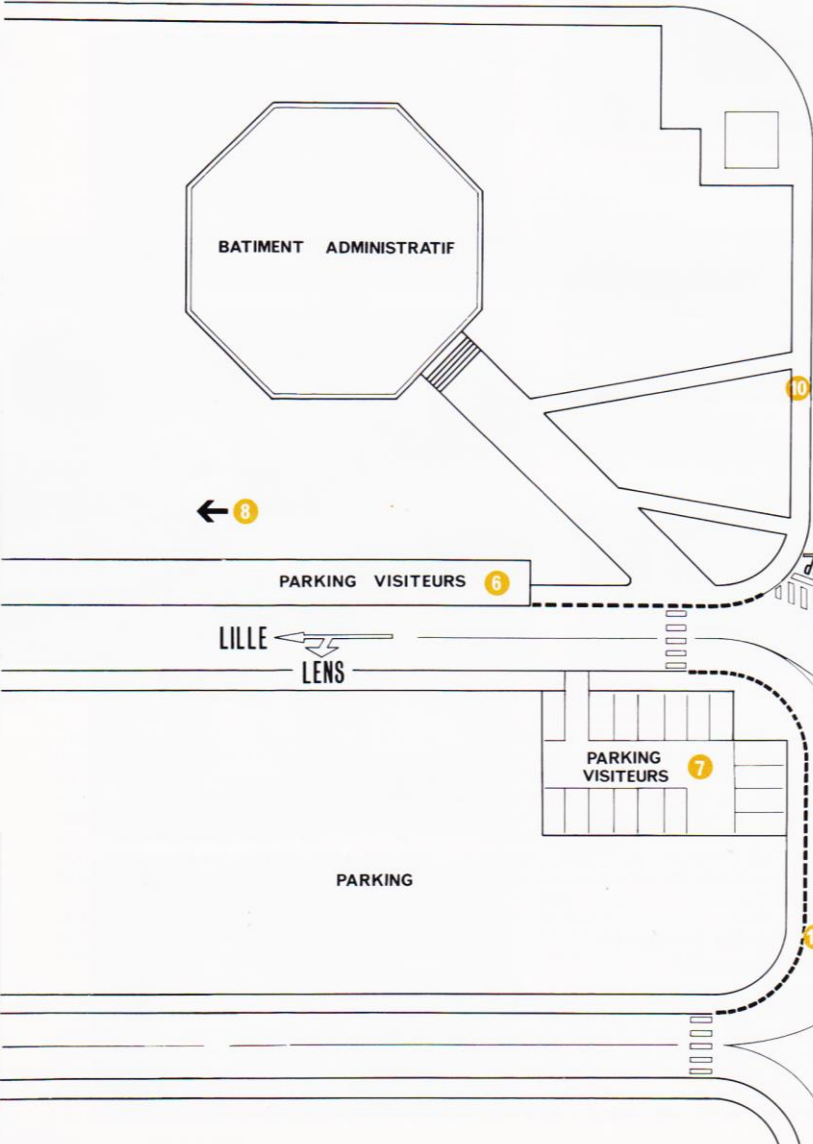 BATIMENT ADMINISTRATIF
10
8
PARKING VISITEURS 6
LILLE
LENS
PARKING
VISITEURS
7
PARKING